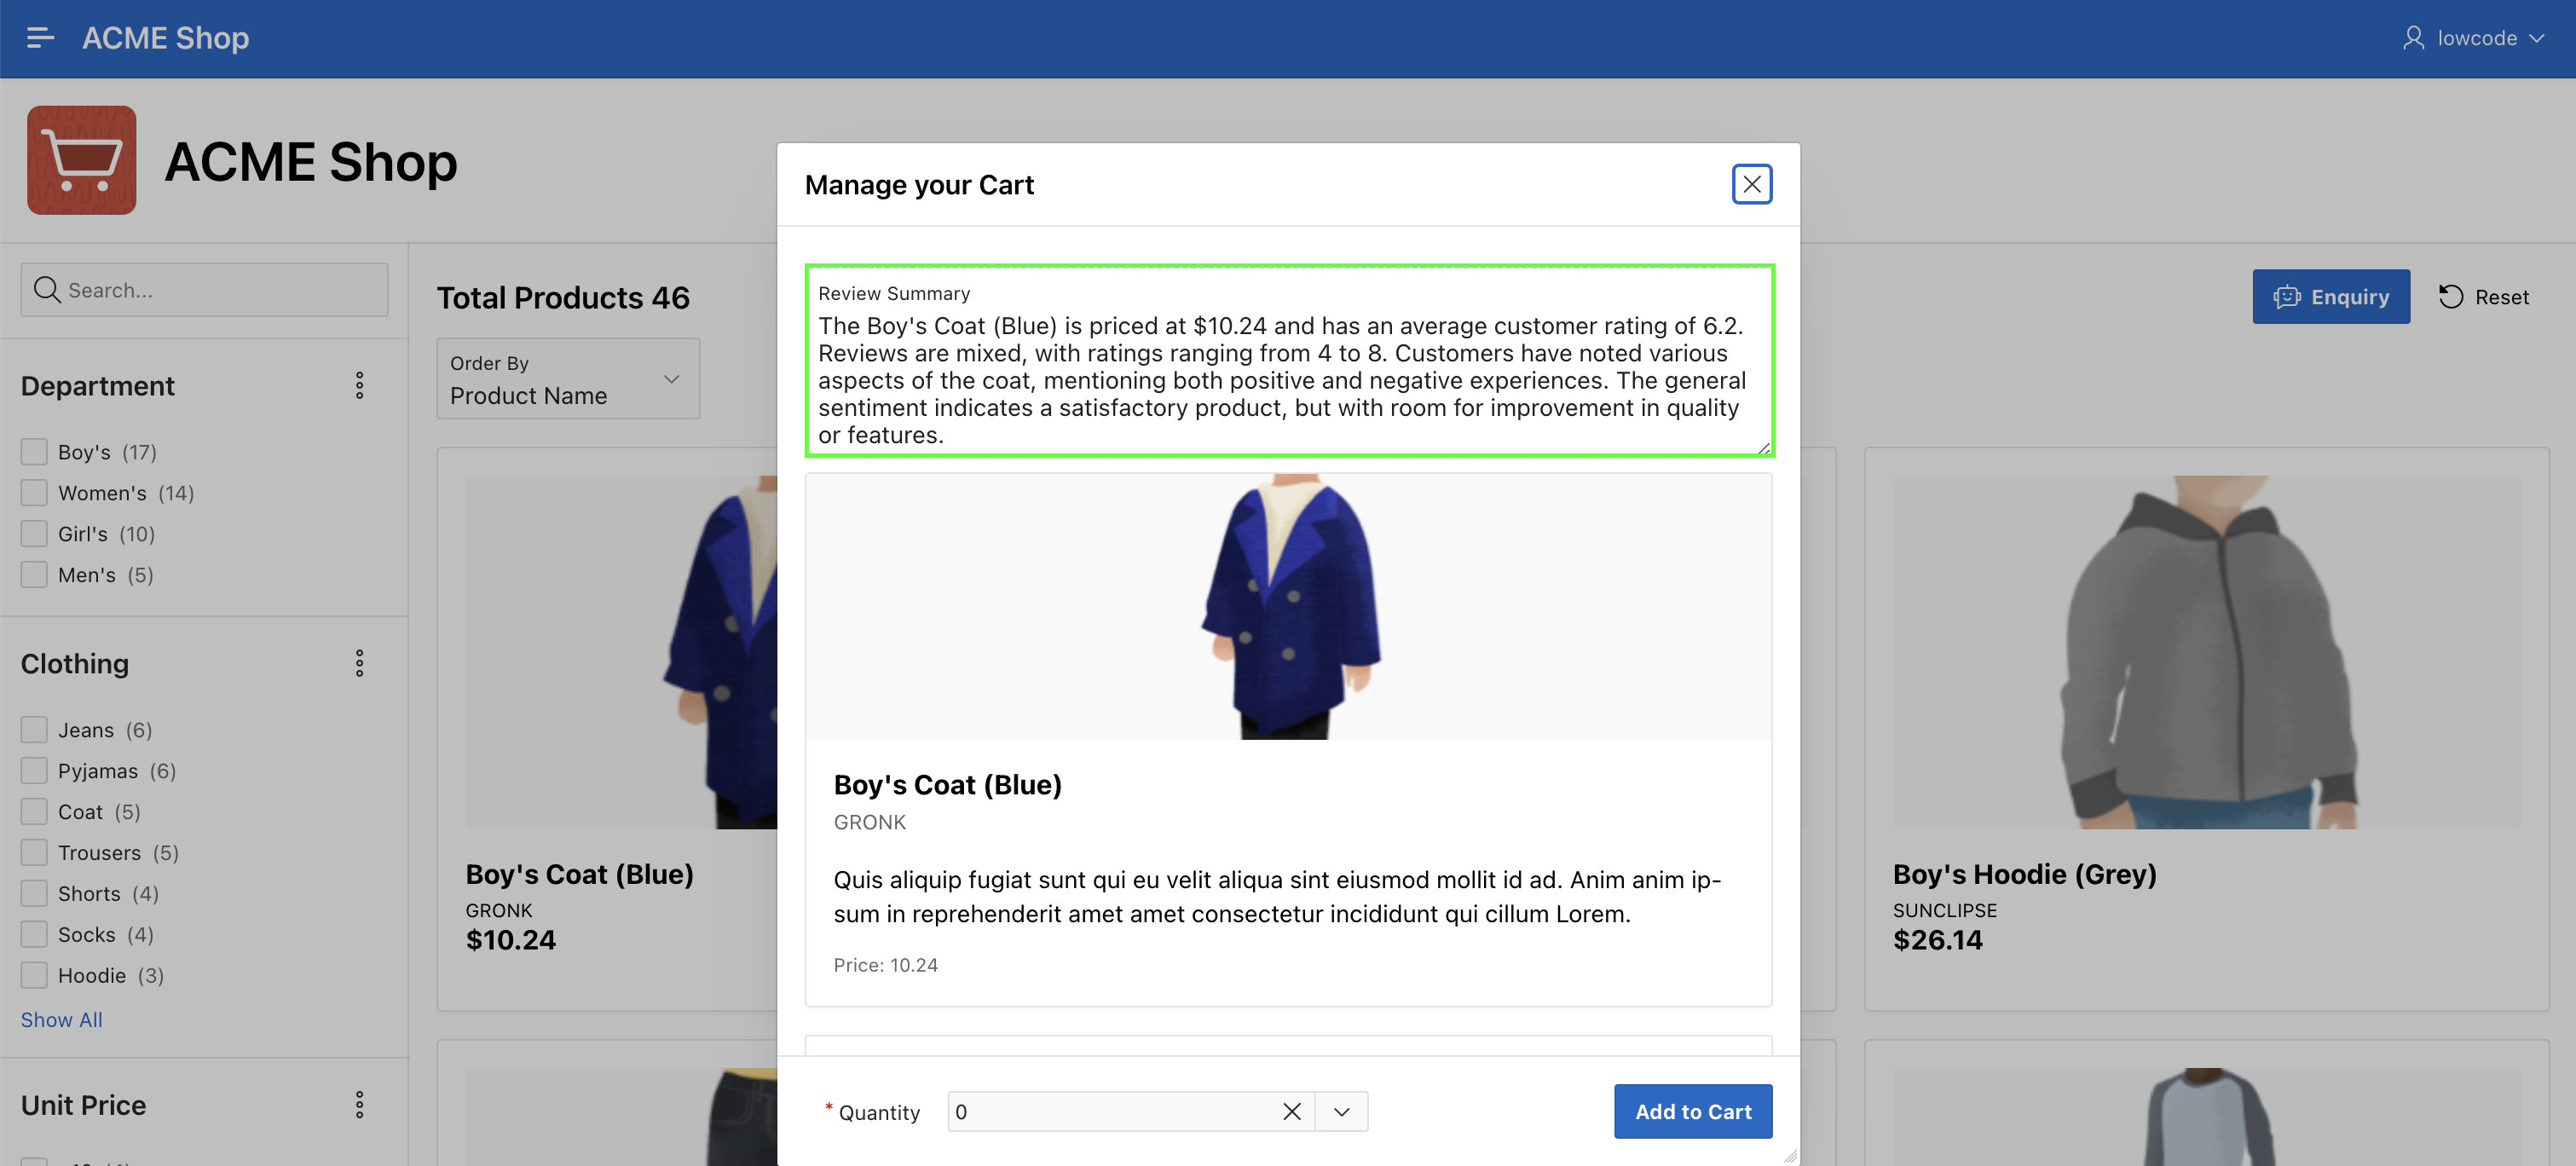 ACME Shop
lowcode
ACME Shop
Search...
Department
Boy's (17)
Women's (14)
Girl's (10)
Men's (5)
Clothing
Jeans (6)
Pyjamas (6)
Coat (5)
Trousers (5)
Shorts (4)
Socks (4)
Hoodie (3)
Show All
Unit Price
Total Products 46
Enquiry
Reset
Order By
Product Name
Boy's Coat (Blue)
GRONK
$10.24
Boy's Hoodie (Grey)
SUNCLIPSE
$26.14
Manage your Cart
Review Summary
The Boy's Coat (Blue) is priced at $10.24 and has an average customer rating of 6.2.
Reviews are mixed, with ratings ranging from 4 to 8. Customers have noted various
aspects of the coat, mentioning both positive and negative experiences. The general
sentiment indicates a satisfactory product, but with room for improvement in quality
or features.
Boy's Coat (Blue)
GRONK
Quis aliquip fugiat sunt qui eu velit aliqua sint eiusmod mollit id ad. Anim anim ip-
sum in reprehenderit amet amet consectetur incididunt qui cillum Lorem.
Price: 10.24
* Quantity
0
Add to Cart